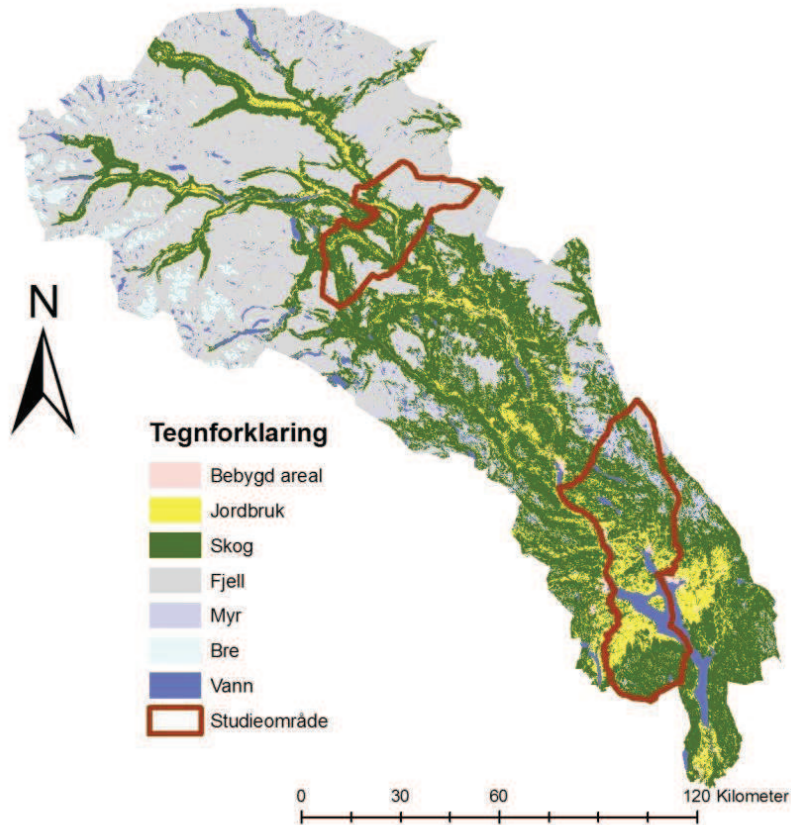 N
Tegnforklaring
Bebygd areal
Jordbruk
Skog
Fjell
Myr
Bre
Vann
Studieområde
0 30 60 120 Kilometer